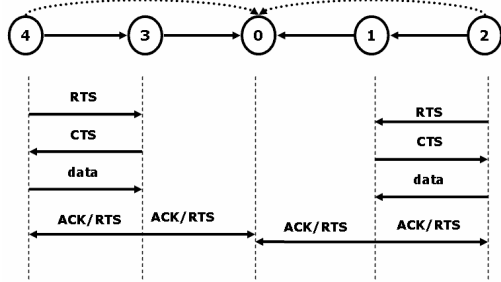 4 3 0 1 2
RTS RTS
CTS CTS
data data
ACK/RTS ACK/RTS ACK/RTS ACK/RTS